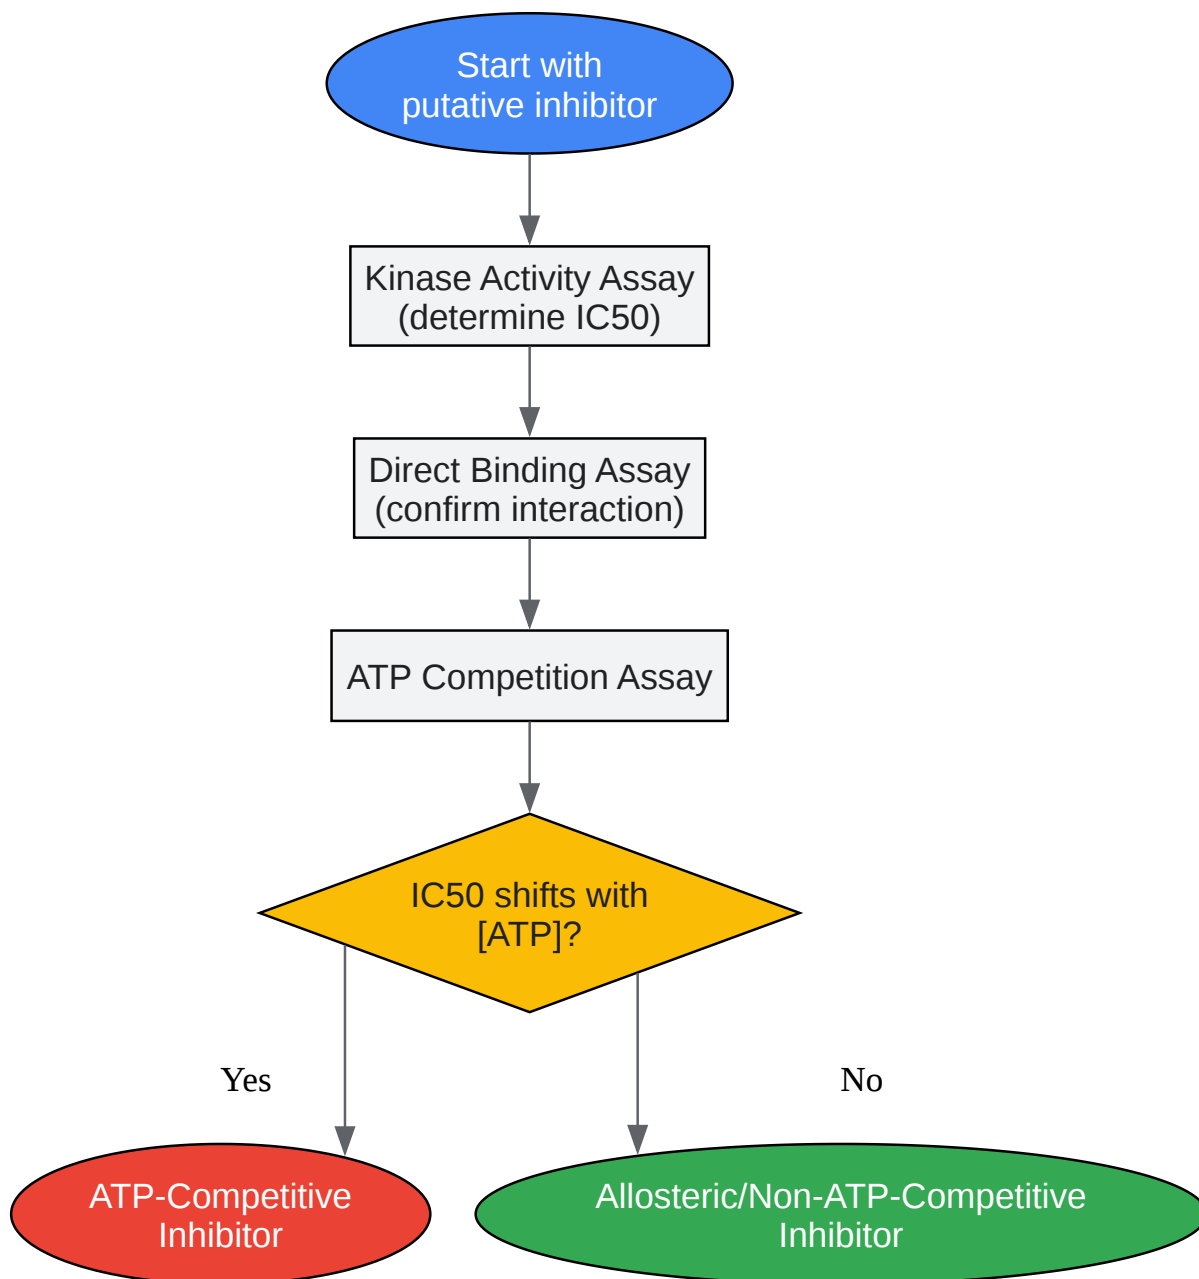 Start with
putative inhibitor
Kinase Activity Assay
(determine IC50)
Direct Binding Assay
(confirm interaction)
ATP Competition Assay
IC50 shifts with
[ATP]?
Yes
No
ATP-Competitive
Inhibitor
Allosteric/Non-ATP-Competitive
Inhibitor